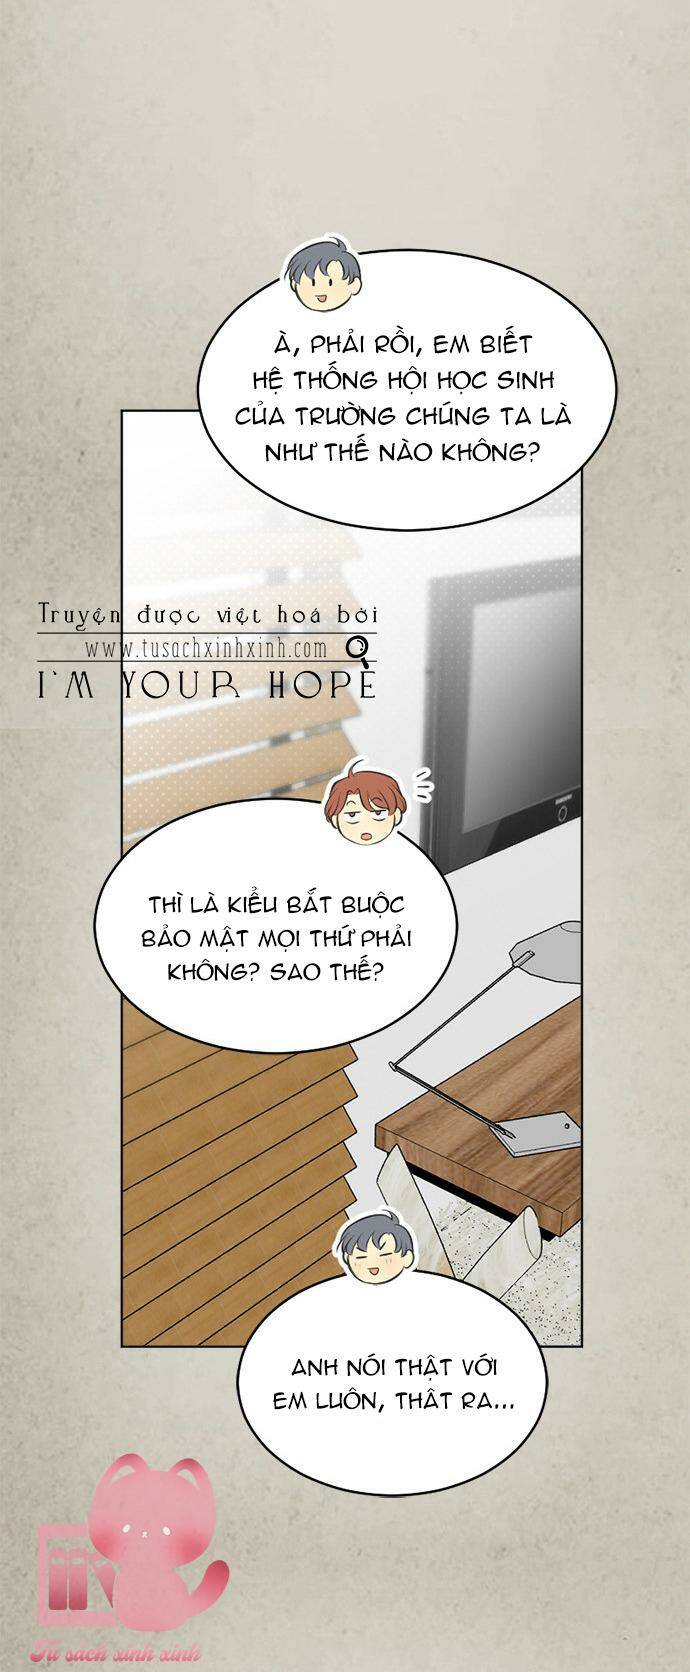 À, PHẢI RỒI, EM BIẾT
HỆ THỐNG HỘI HỌC SINH
CỦA TRƯỜNG CHÚNG TA LÀ
NHƯ THẾ NÀO KHÔNG?
Truyện được việt hoá bởi
www.tusachxinhxinh.com
I'M YOUR HOPE
THÌ LÀ KIỂU BẮT BUỘC
BẢO MẬT MỌI THỨ PHẢI
KHÔNG? SAO THẾ?
ANH NÓI THẬT VỚI
EM LUÔN, THÂT RA...
Tủ sách xinh xinh